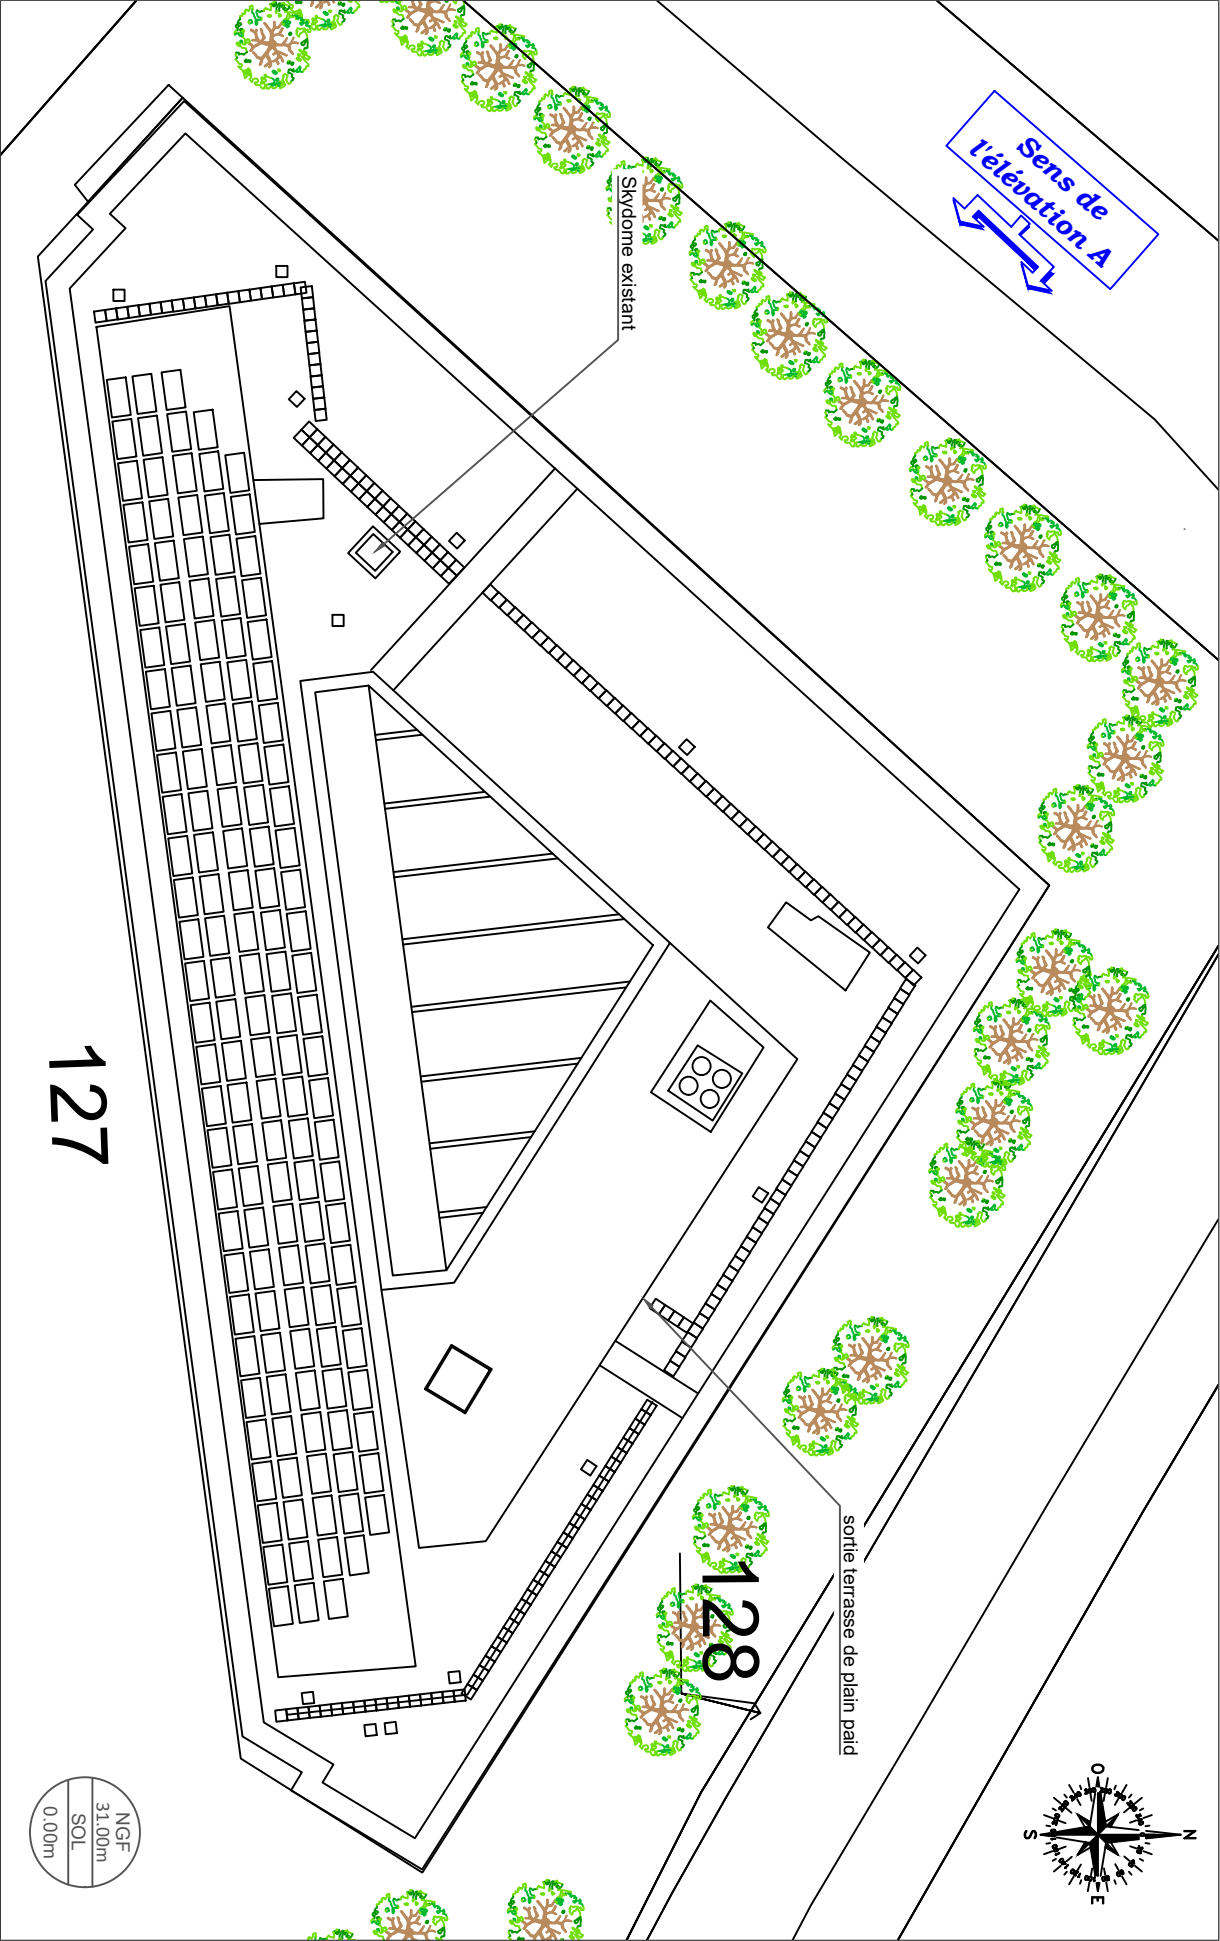 Sens de
l'élévation A
Skydome existant
127
128
sortie terrasse de plain paid
NGF
31.00m
SOL
0.00m
N
O
E
S